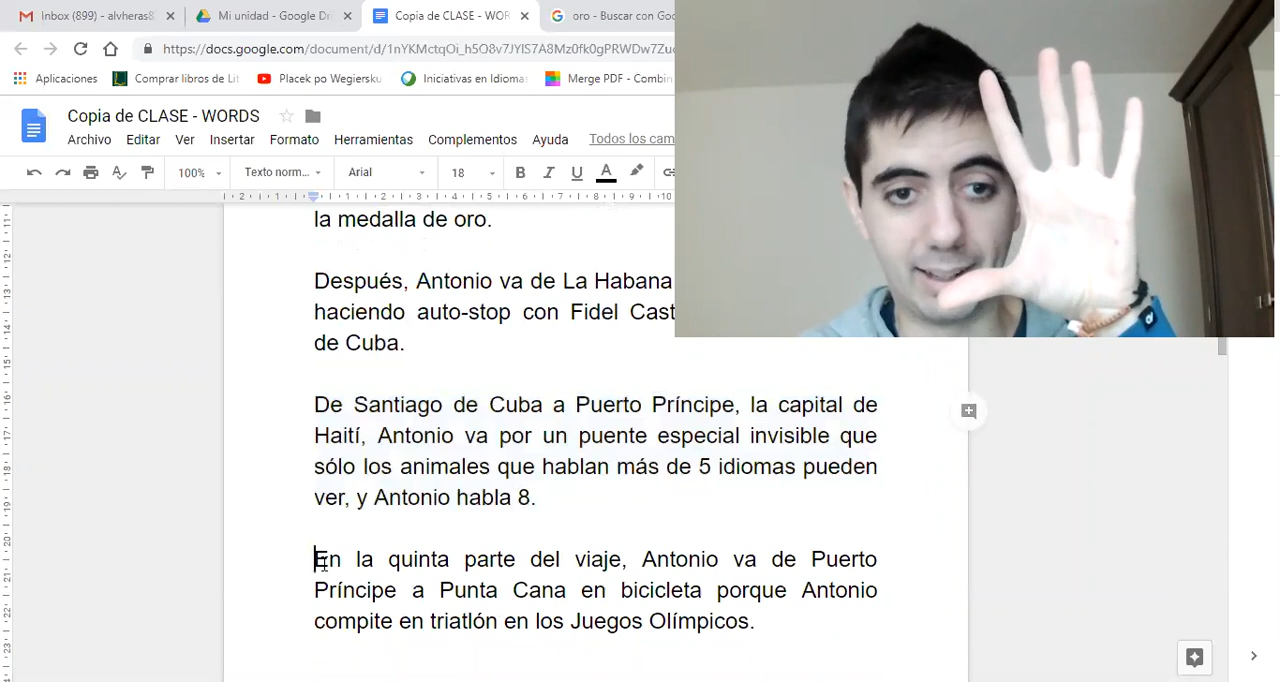 Inbox (899) - alvheras8
Mi unidad - Google Dri
Copia de CLASE - WORDS
oro - Buscar con Goo
https://docs.google.com/document/d/
Aplicaciones
Comprar libros de Lit
Placek po Wegiersku
Iniciativas en Idioma
Merge PDF - Combin
Copia de CLASE - WORDS
Archivo Editar Ver Insertar Formato Herramientas Complementos Ayuda Todos los cam
100% Texto norm... Arial 18 B I U A
la medalla de oro.
Después, Antonio va de La Habana
haciendo auto-stop con Fidel Cast
de Cuba.
De Santiago de Cuba a Puerto Príncipe, la capital de
Haití, Antonio va por un puente especial invisible que
sólo los animales que hablan más de 5 idiomas pueden
ver, y Antonio habla 8.
En la quinta parte del viaje, Antonio va de Puerto
Príncipe a Punta Cana en bicicleta porque Antonio
compite en triatlón en los Juegos Olímpicos.